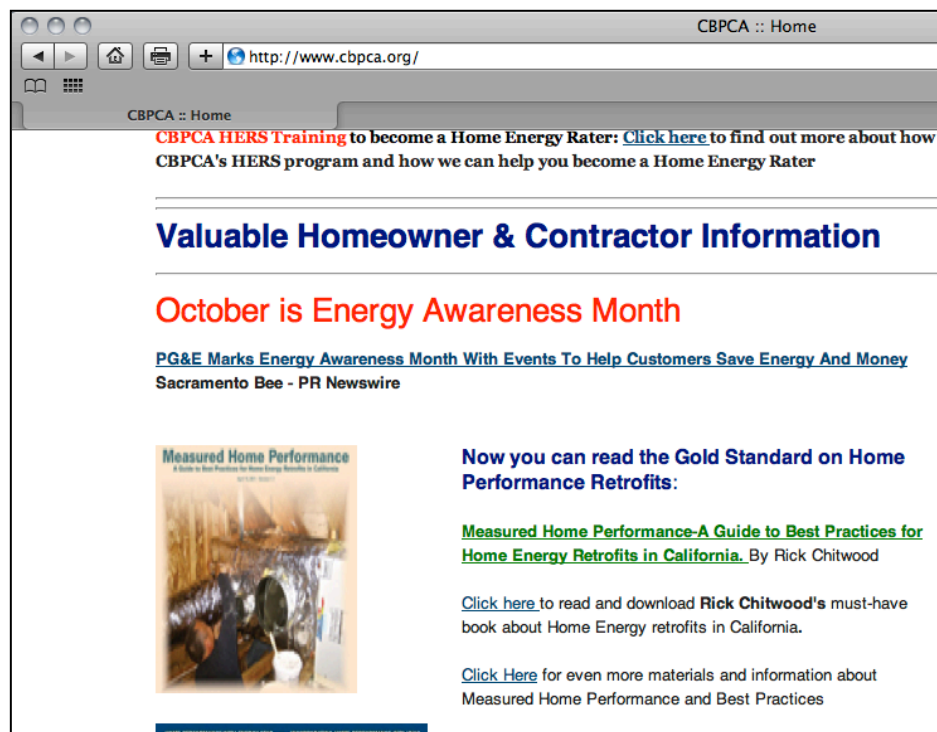 CBPCA :: Home
http://www.cbpca.org/
CBPCA :: Home
CBPCA HERS Training to become a Home Energy Rater: Click here to find out more about how
CBPCA's HERS program and how we can help you become a Home Energy Rater
Valuable Homeowner & Contractor Information
October is Energy Awareness Month
PG&E Marks Energy Awareness Month With Events To Help Customers Save Energy And Money
Sacramento Bee - PR Newswire
Measured Home Performance
A Guide to Best Practices for Home Energy Retrofits in California
Now you can read the Gold Standard on Home
Performance Retrofits:
Measured Home Performance-A Guide to Best Practices for
Home Energy Retrofits in California. By Rick Chitwood
Click here to read and download Rick Chitwood's must-have
book about Home Energy retrofits in California.
Click Here for even more materials and information about
Measured Home Performance and Best Practices